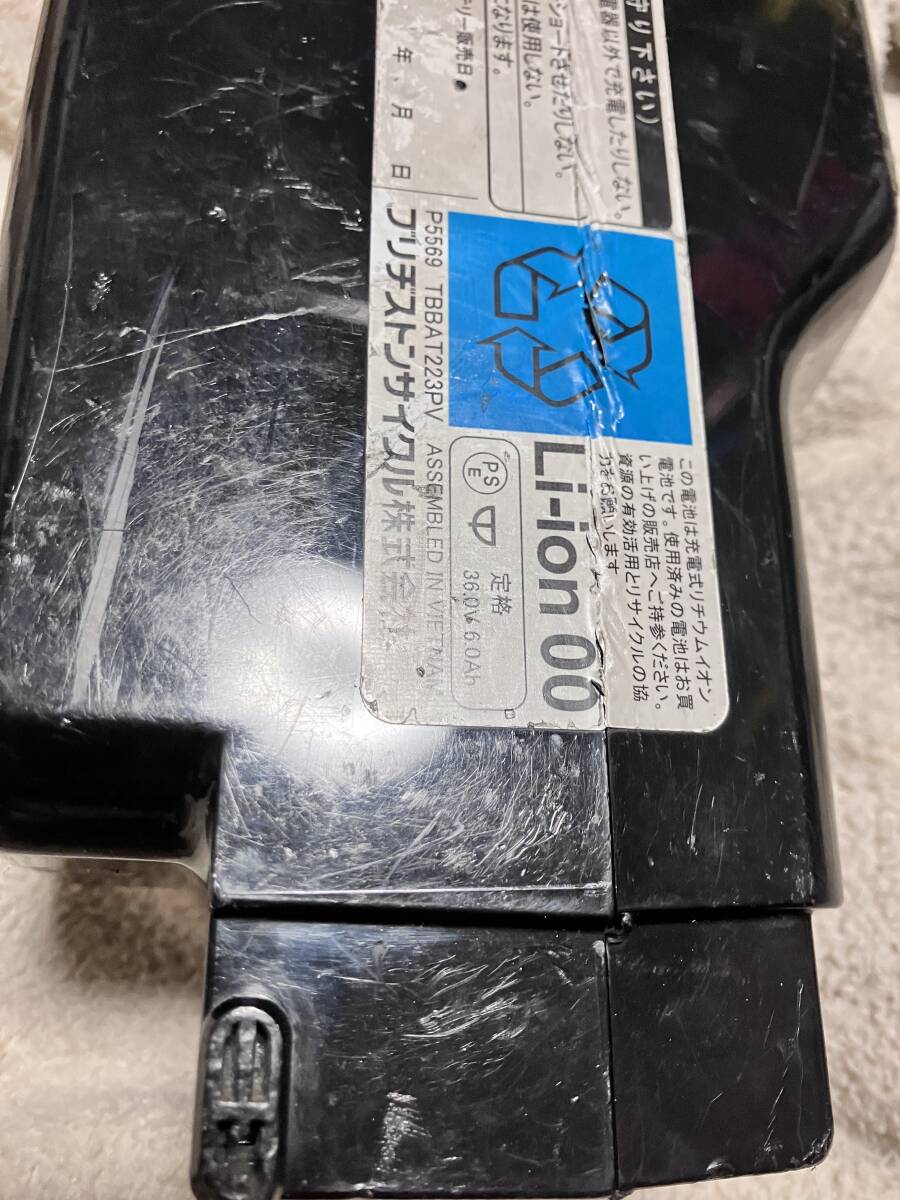 守り下さい)
電器以外で充電したりしない。
ショートさせたりしない。
は使用しない。
になります。
テリー販売日●
年 月 日
この電池は充電式リチウムイオン
電池です。使用済みの電池はお買
い上げの販売店へご持参ください。
資源の有効活用とリサイクルの協
力をお願いします
Li-ion 00
PS
E
定格
36.0V 6.0Ah
P5569 TBBAT223PV ASSEMBLED IN VIETNAM
ブリヂストンサイクル株式会社